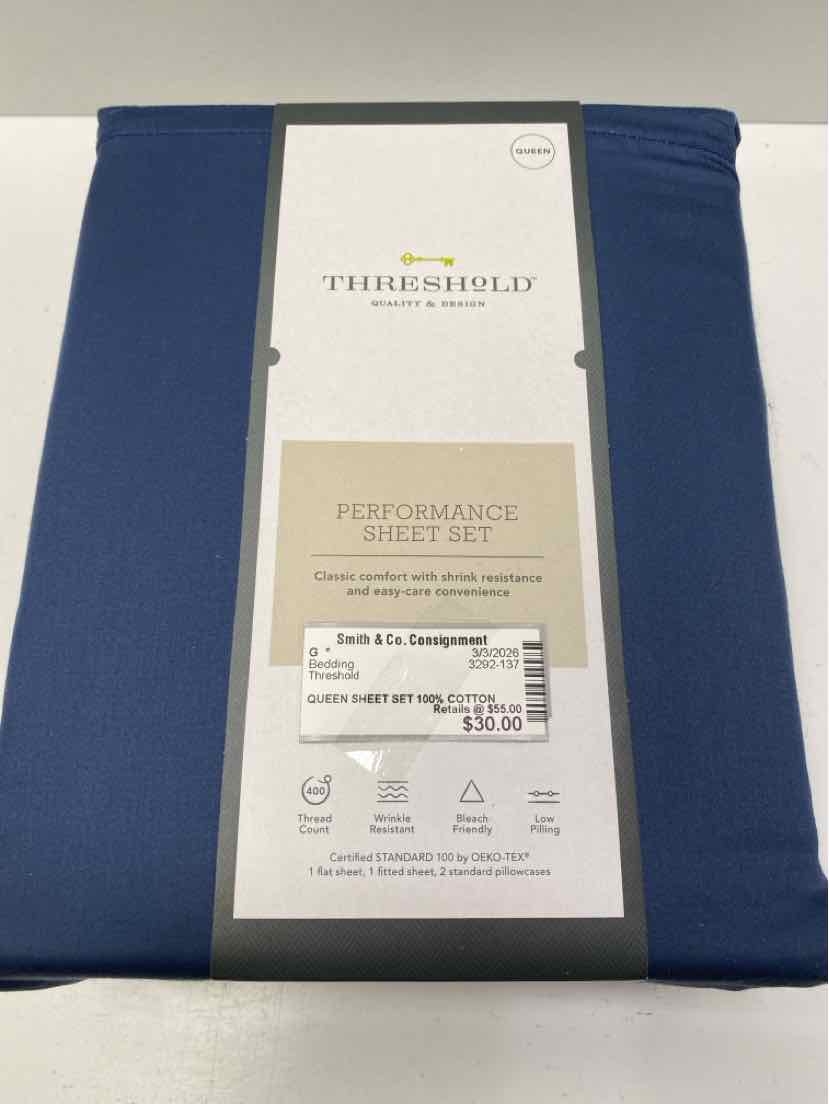 QUEEN
THRESHOLD™
QUALITY & DESIGN
PERFORMANCE
SHEET SET
Classic comfort with shrink resistance
and easy-care convenience
Smith & Co. Consignment
G * 3/3/2026
Bedding 3292-137
Threshold
QUEEN SHEET SET 100% COTTON
Retails @ $55.00
$30.00
400
Thread Count
Wrinkle Resistant
Bleach-Friendly
Low Pilling
Certified STANDARD 100 by OEKO-TEX®
1 flat sheet, 1 fitted sheet, 2 standard pillowcases